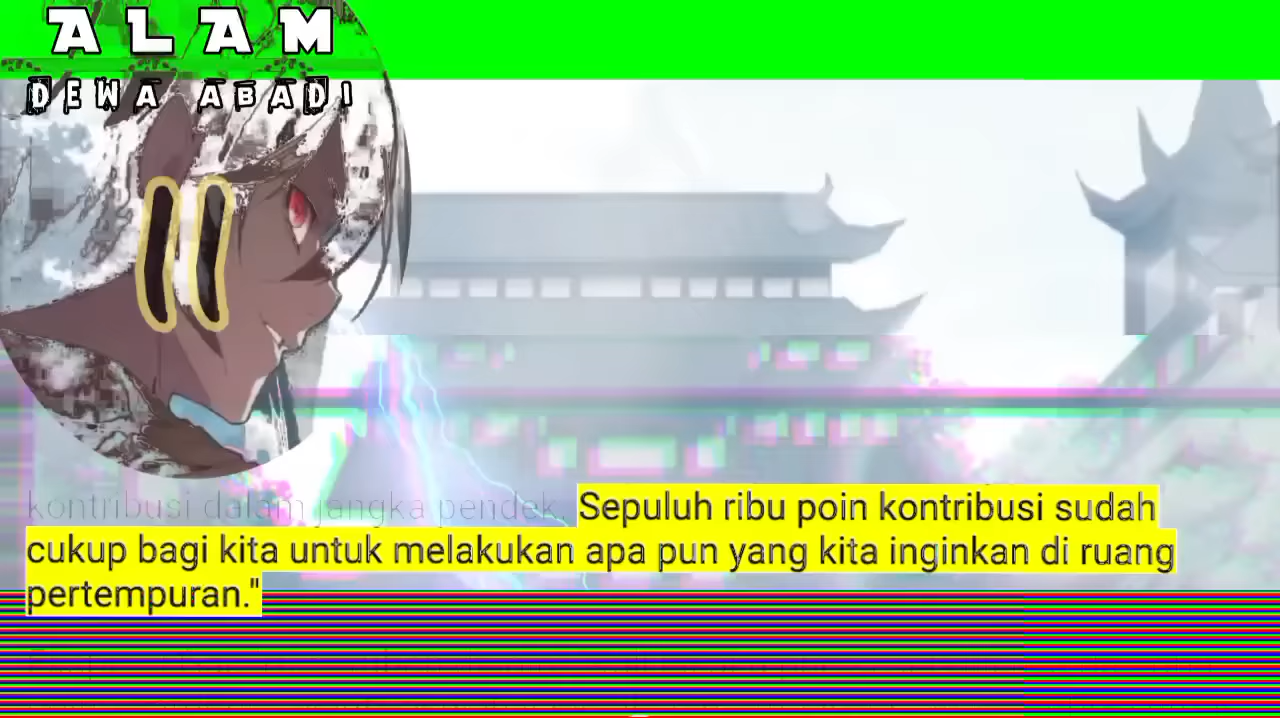 ALAM
DEWA ABADI
kontribusi dalam jangka pendek. Sepuluh ribu poin kontribusi sudah
cukup bagi kita untuk melakukan apa pun yang kita inginkan di ruang
pertempuran."